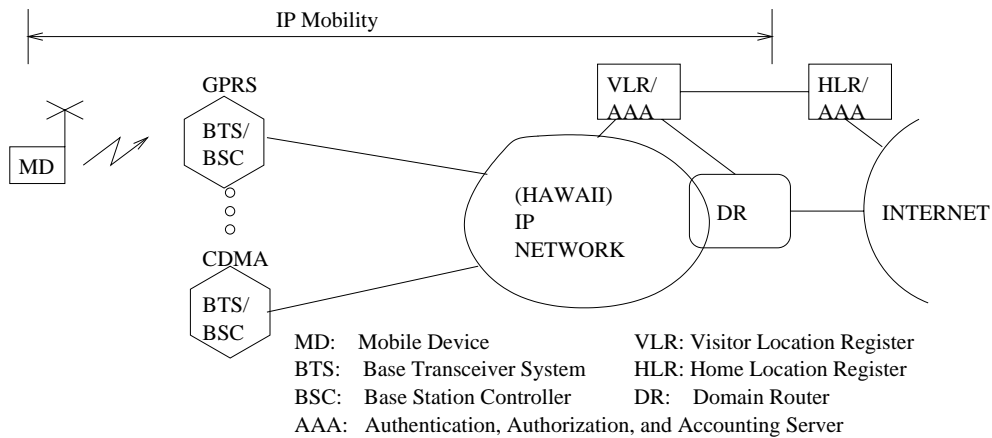 IP Mobility
GPRS
BTS/
BSC
MD
VLR/
AAA
HLR/
AAA
(HAWAII)
IP
NETWORK
DR
INTERNET
CDMA
BTS/
BSC
MD: Mobile Device
VLR: Visitor Location Register
BTS: Base Transceiver System
HLR: Home Location Register
BSC: Base Station Controller
DR: Domain Router
AAA: Authentication, Authorization, and Accounting Server